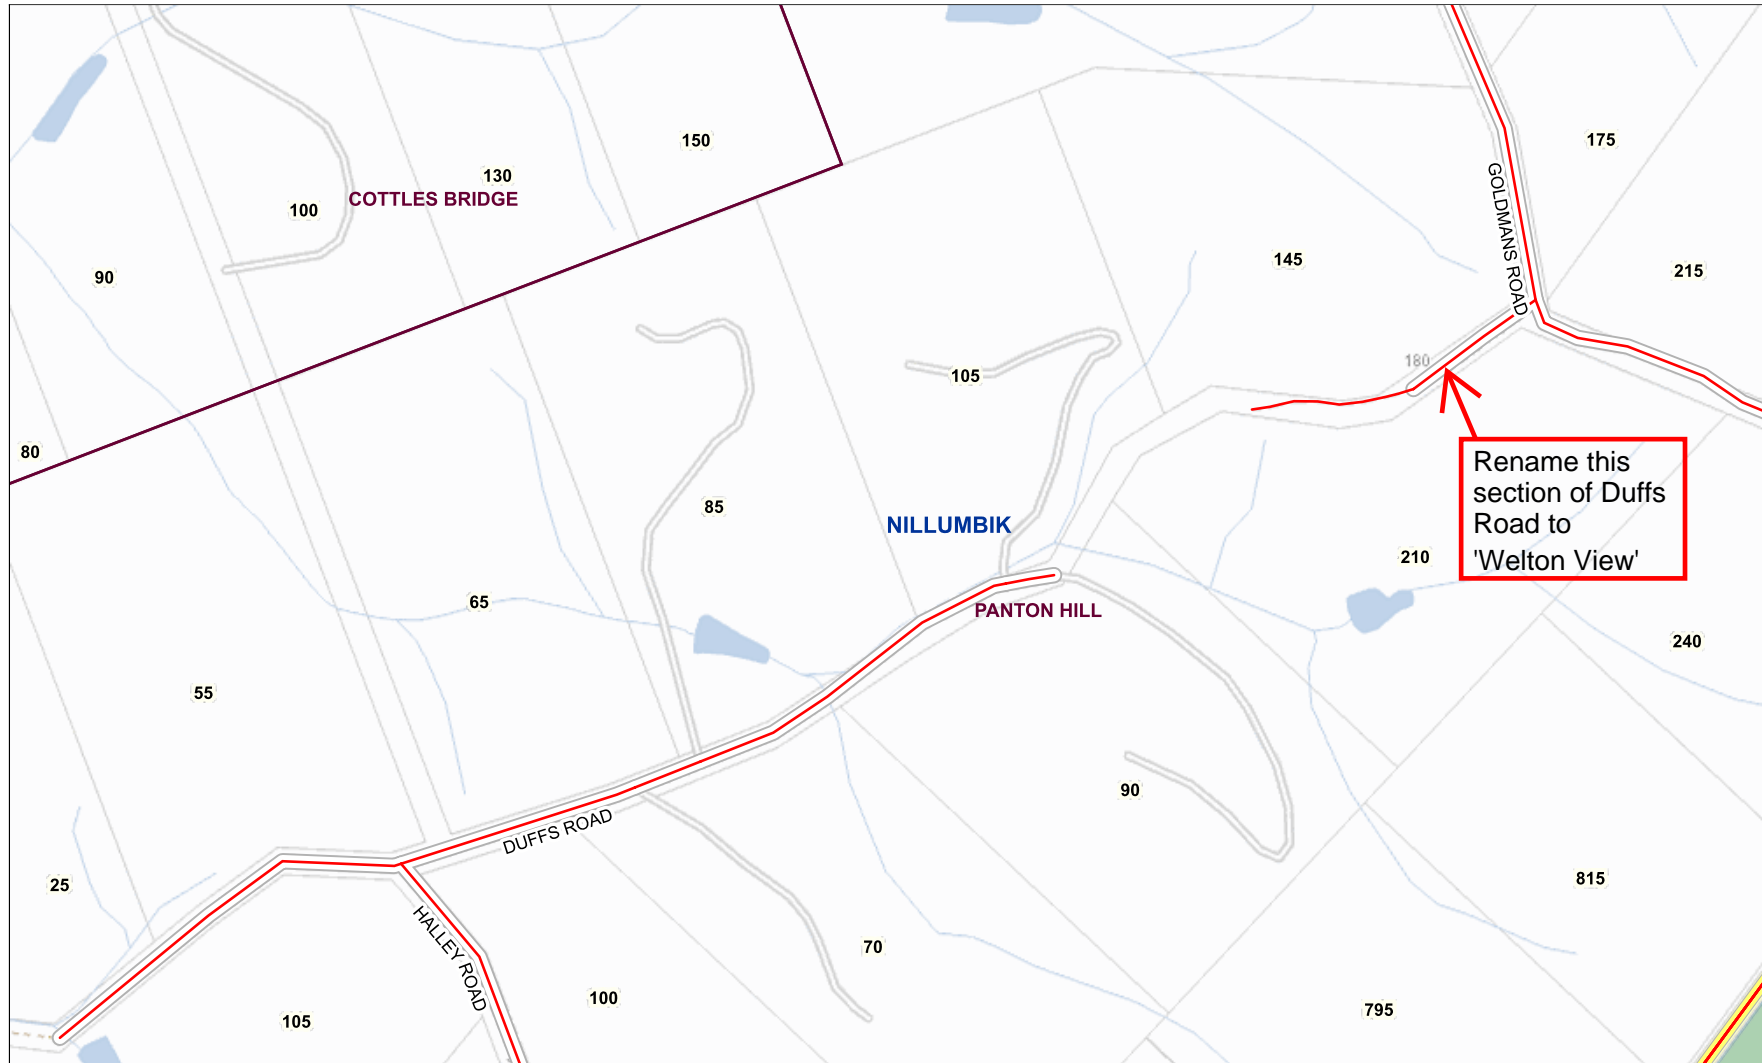 150
175
130
COTTLES BRIDGE
100
GOLDMANS ROAD
145
215
90
180
105
80
Rename this
section of Duffs
Road to
'Welton View'
85
NILLUMBIK
210
65
PANTON HILL
240
55
90
DUFFS ROAD
25
815
HALLEY ROAD
70
100
795
105